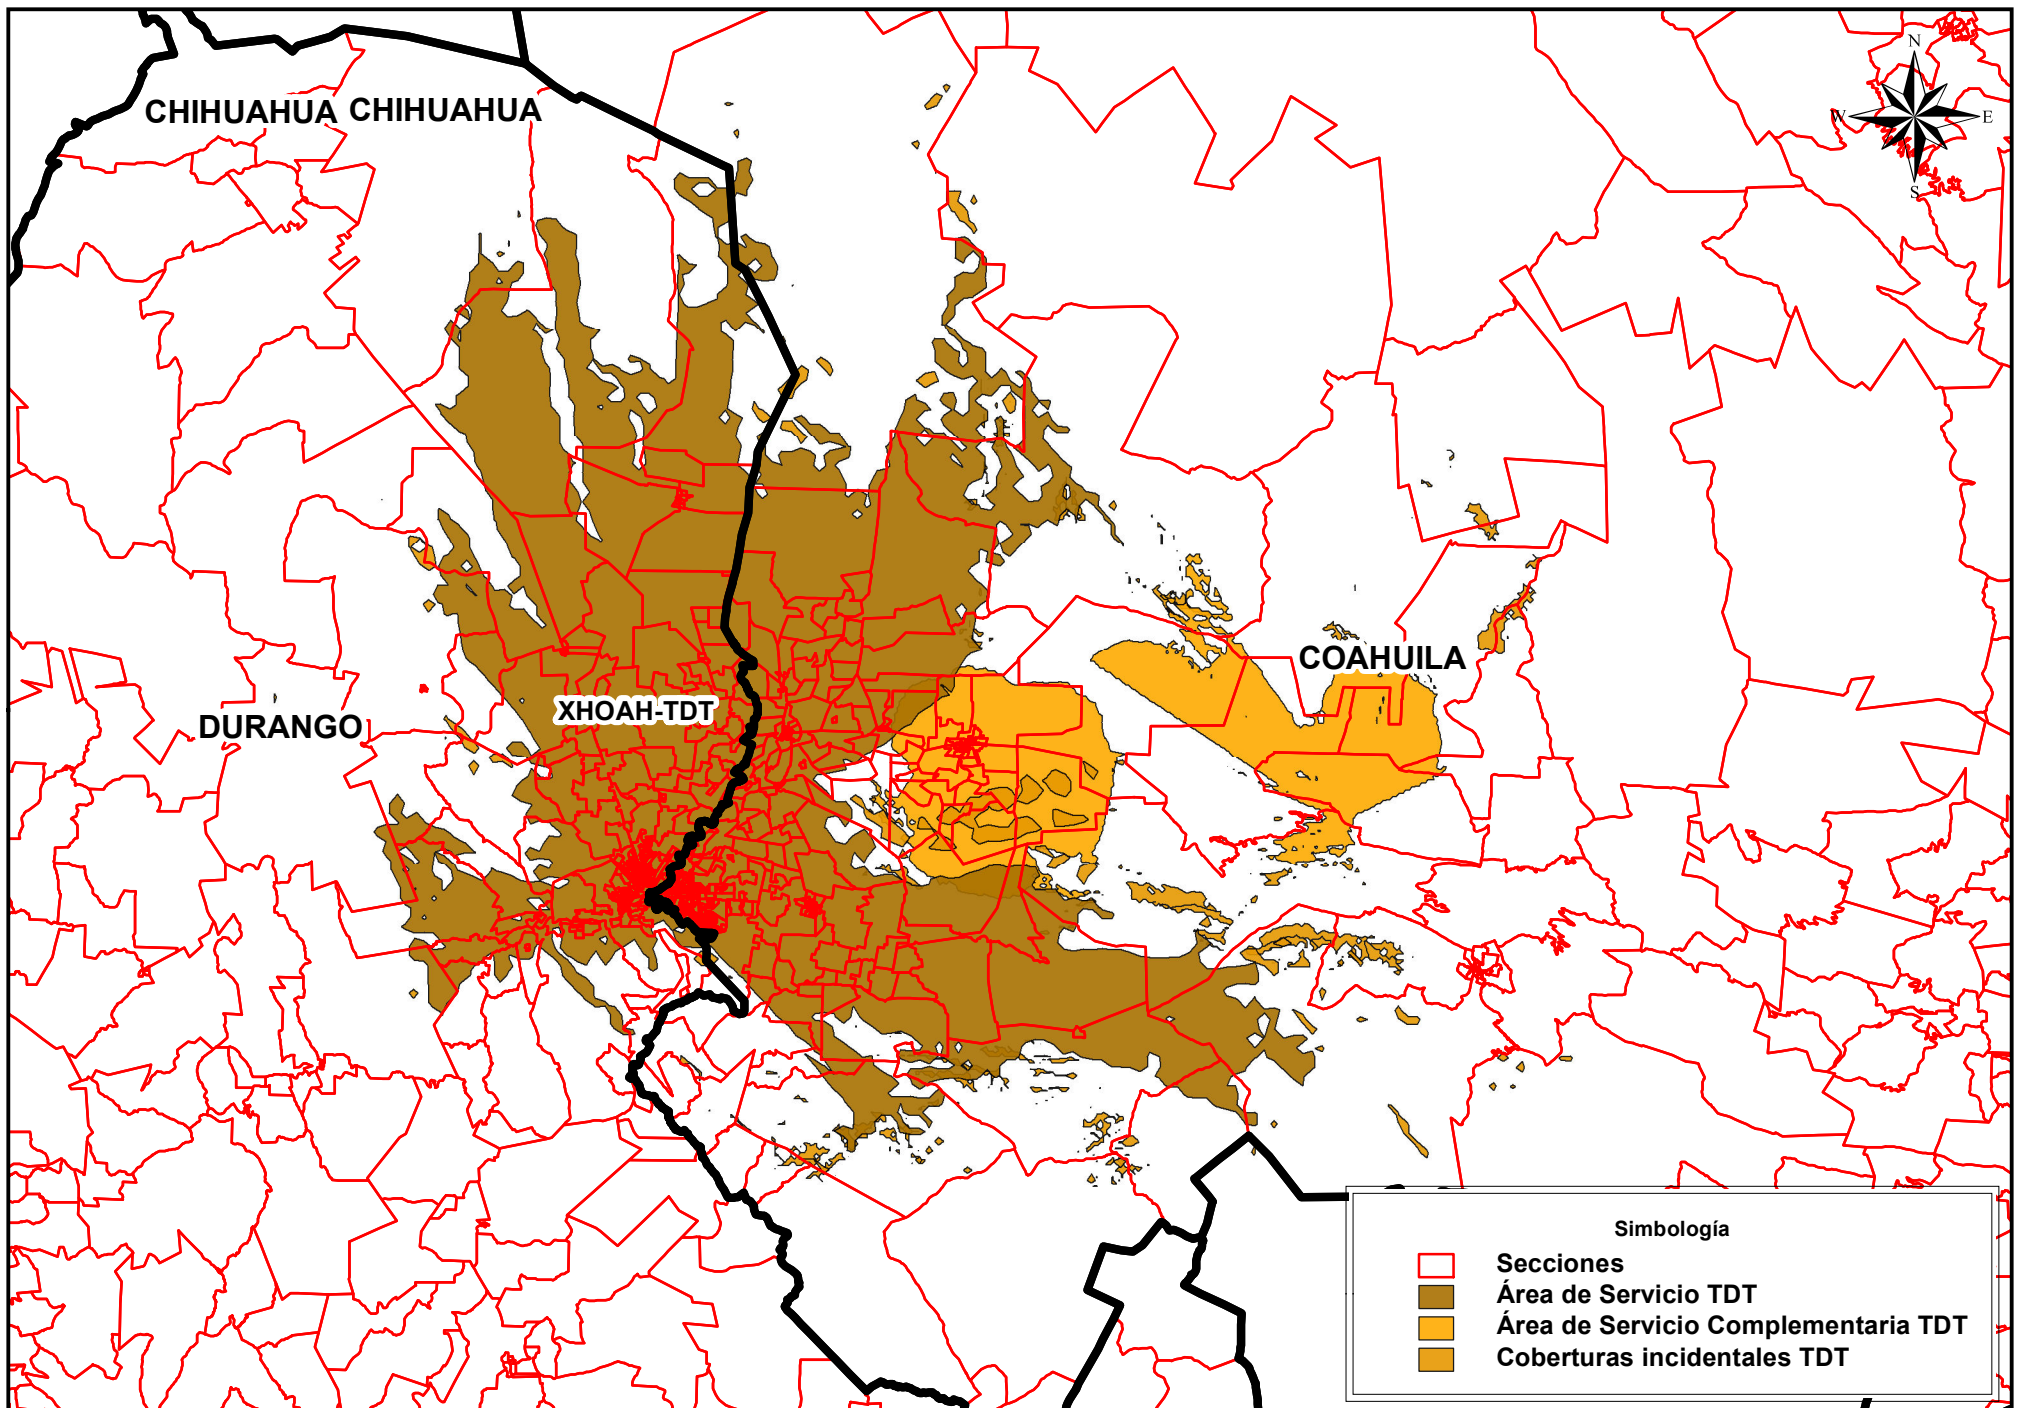 N
W E
S
CHIHUAHUA CHIHUAHUA
COAHUILA
XHOAH-TDT
DURANGO
Simbología
Secciones
Área de Servicio TDT
Área de Servicio Complementaria TDT
Coberturas incidentales TDT